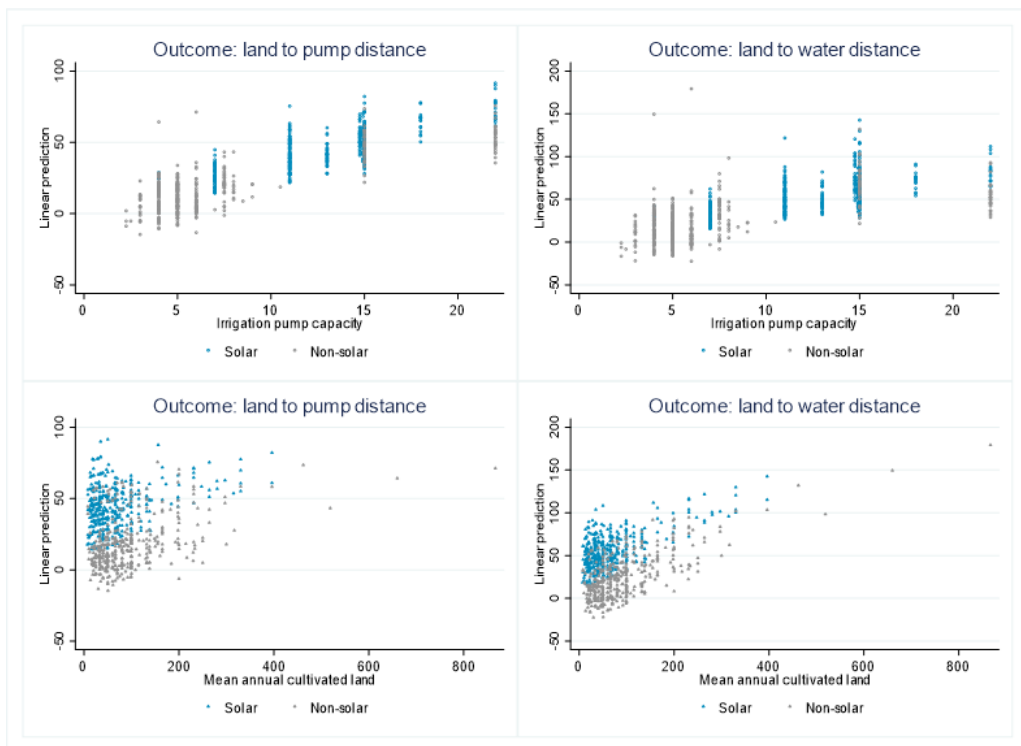 Outcome: land to pump distance
Linear prediction
100
50
0
-50
0 5 10 15 20
Irrigation pump capacity
Solar Non-solar
Outcome: land to water distance
Linear prediction
200
150
100
50
0
-50
0 5 10 15 20
Irrigation pump capacity
Solar Non-solar
Outcome: land to pump distance
Linear prediction
100
50
0
-50
0 200 400 600 800
Mean annual cultivated land
Solar Non-solar
Outcome: land to water distance
Linear prediction
200
150
100
50
0
-50
0 200 400 600 800
Mean annual cultivated land
Solar Non-solar